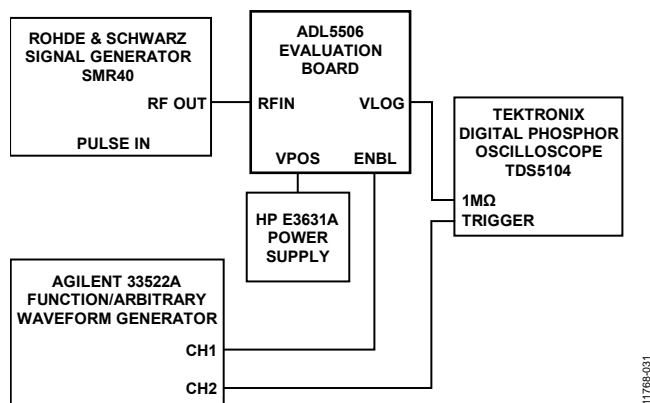 ROHDE & SCHWARZ
SIGNAL GENERATOR
SMR40
RF OUT
PULSE IN
ADL5506
EVALUATION
BOARD
RFIN
VLOG
VPOS
ENBL
TEKTRONIX
DIGITAL PHOSPHOR
OSCILLOSCOPE
TDS5104
1MΩ
TRIGGER
HP E3631A
POWER
SUPPLY
AGILENT 33522A
FUNCTION/ARBITRARY
WAVEFORM GENERATOR
CH1
CH2
11768-031